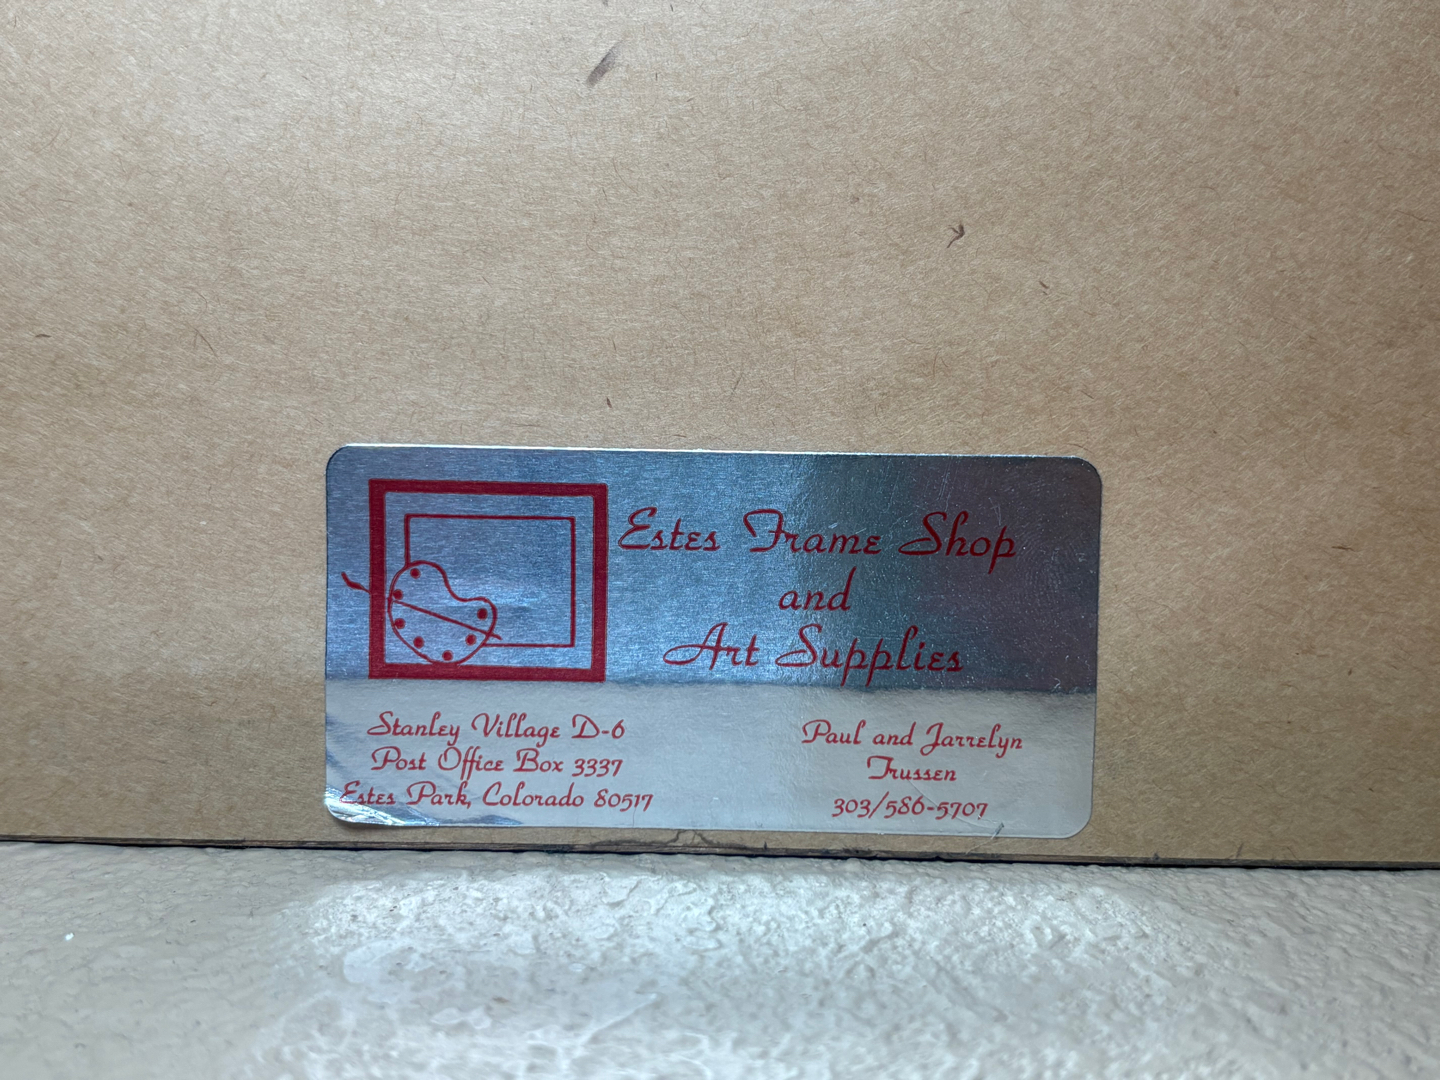 Estes Frame Shop
and
Art Supplies
Stanley Village D-6
Post Office Box 3337
Estes Park, Colorado 80517
Paul and Jarrelyn
Trussen
303/586-5707